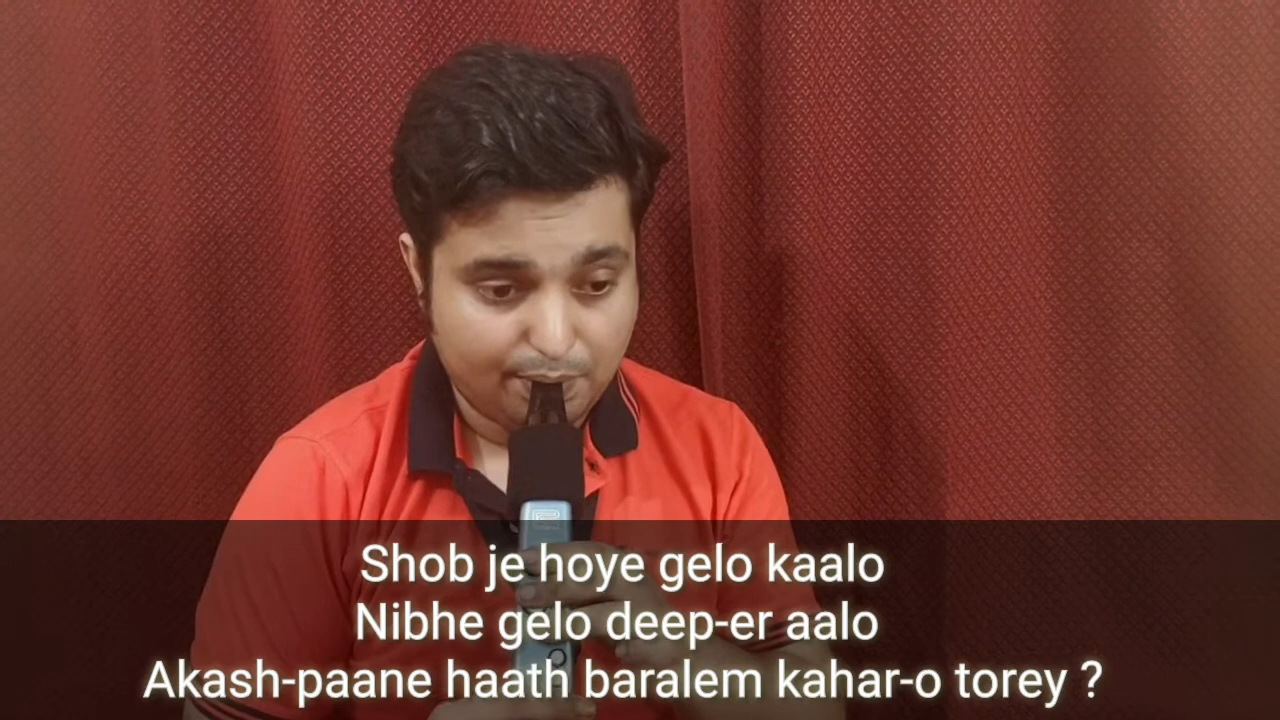 Shob je hoye gelo kaalo
Nibhe gelo deep-er aalo
Akash-paane haath baralem kahar-o torey ?